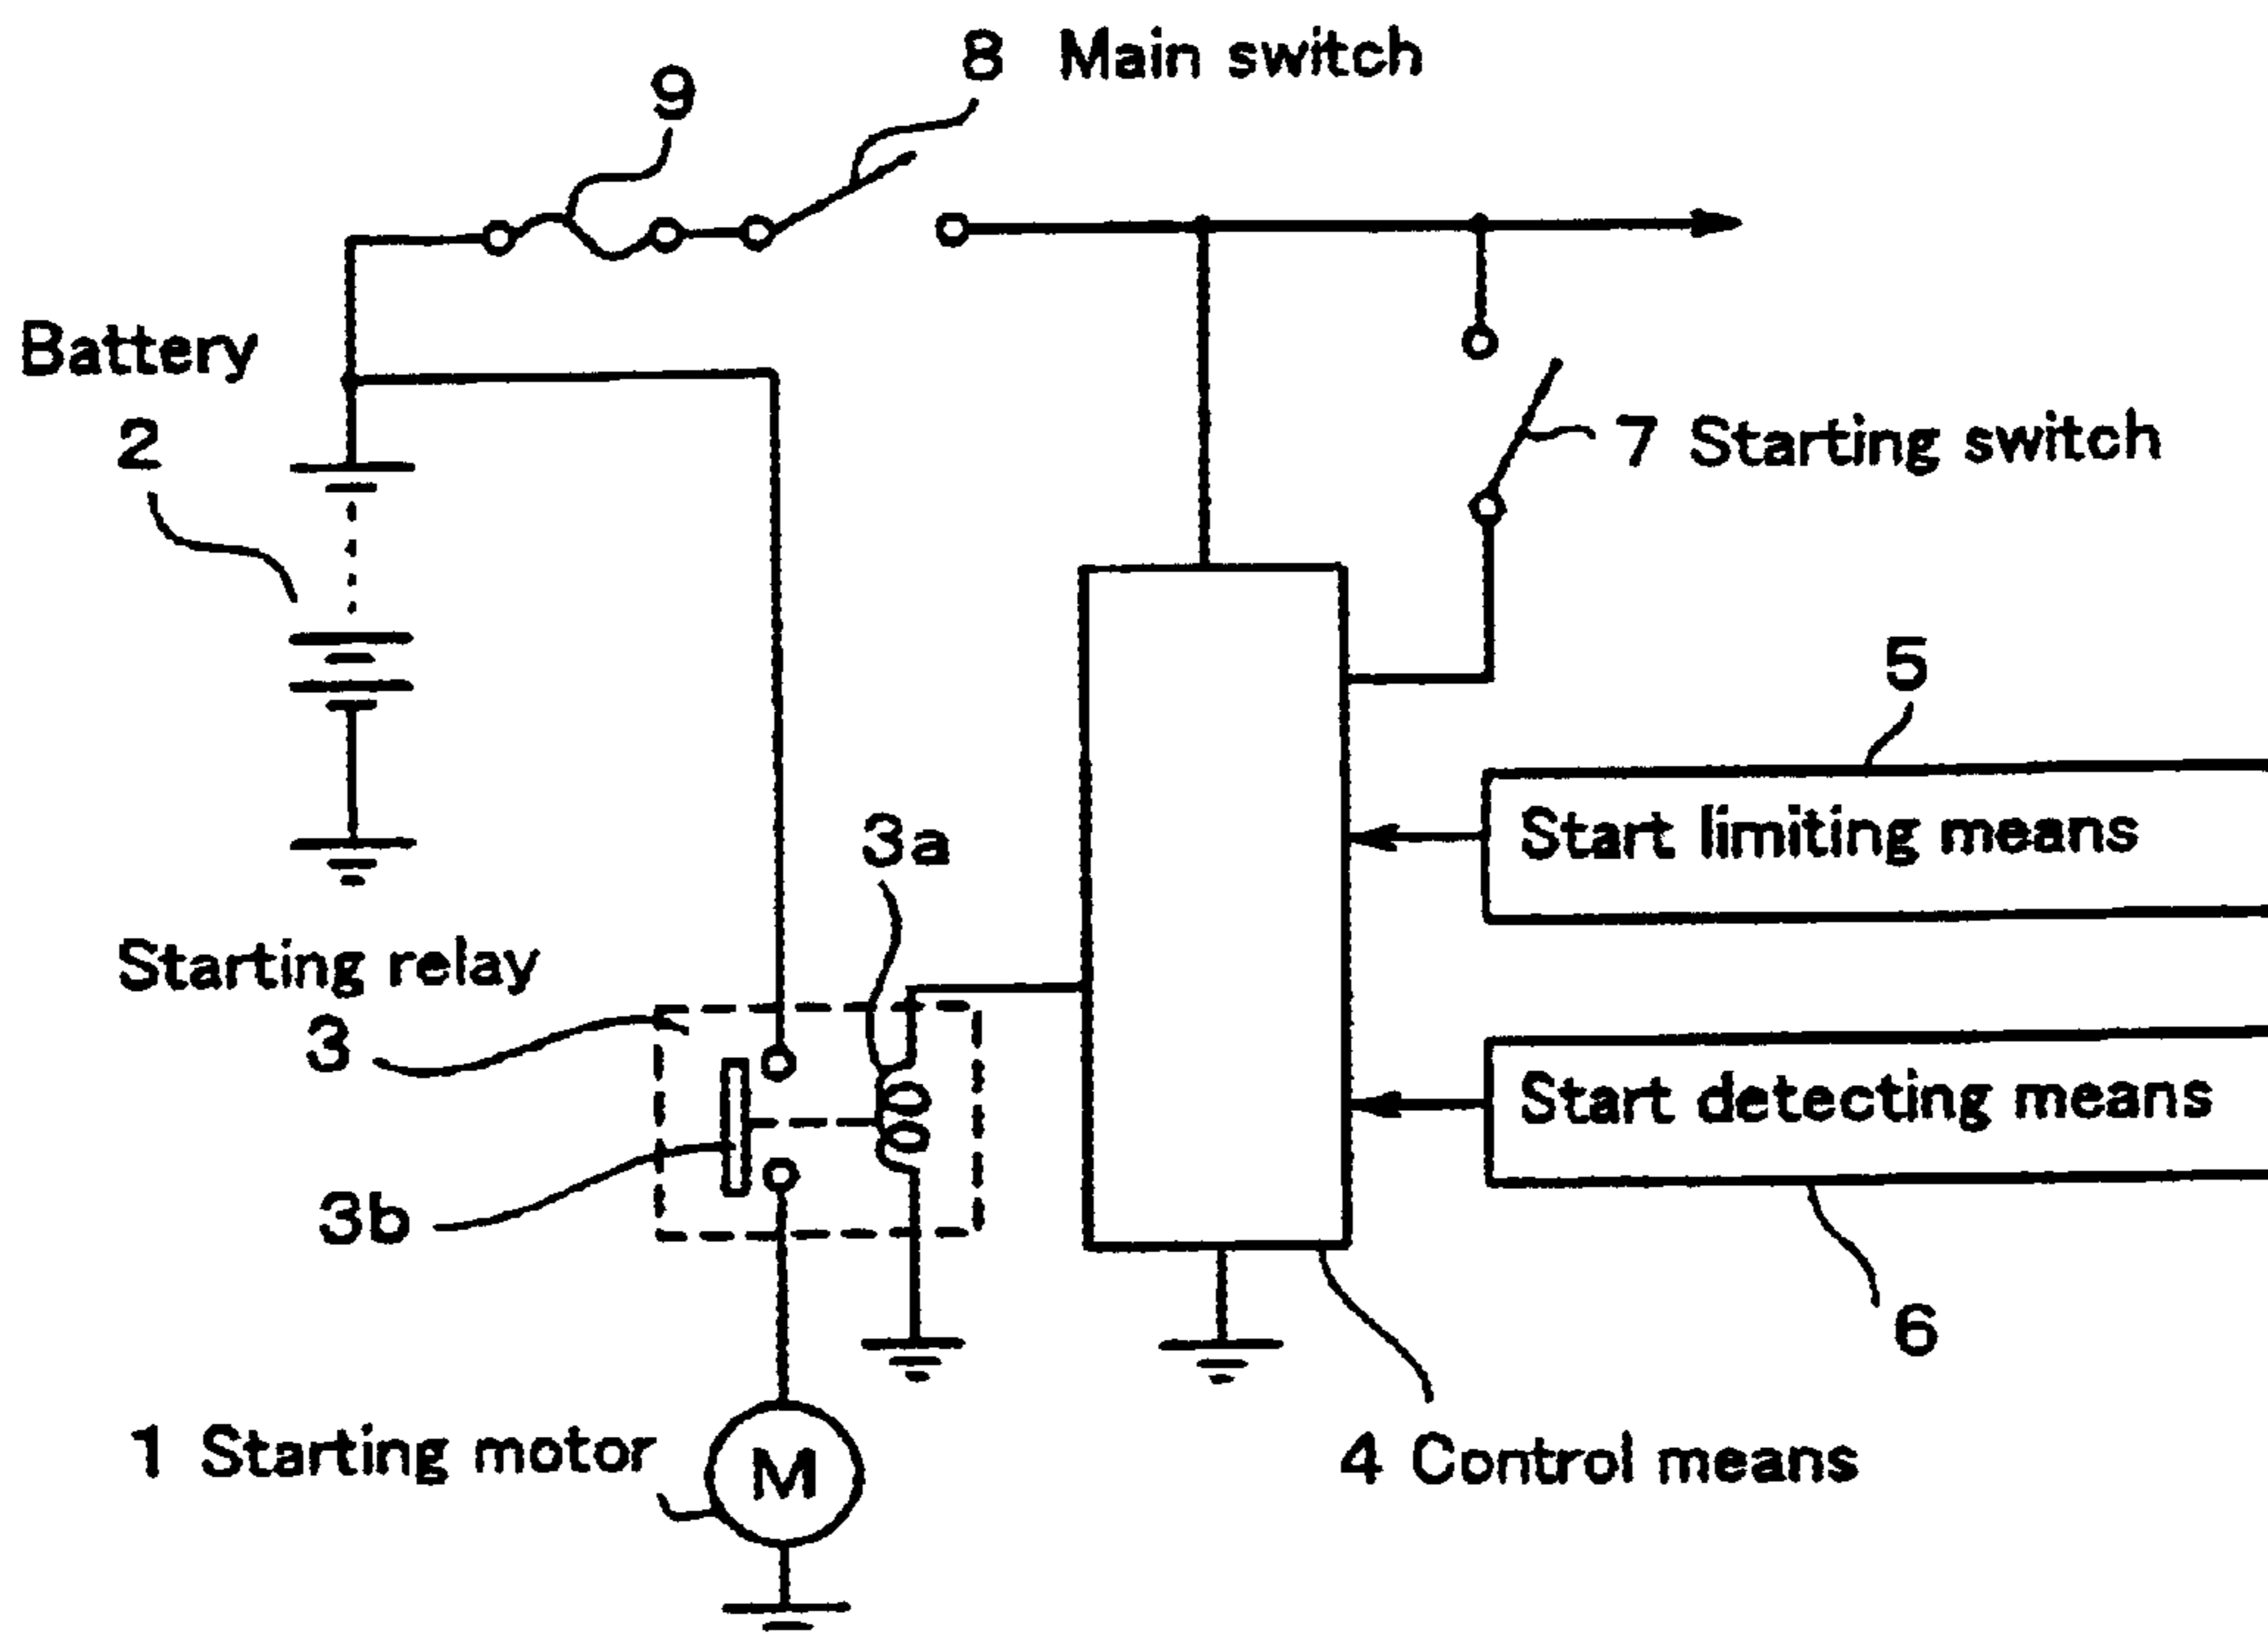 9
8 Main switch
Battery
2
7 Starting switch
5
Start limiting means
3a
Starting relay
3
Start detecting means
3b
6
1 Starting motor
M
4 Control means